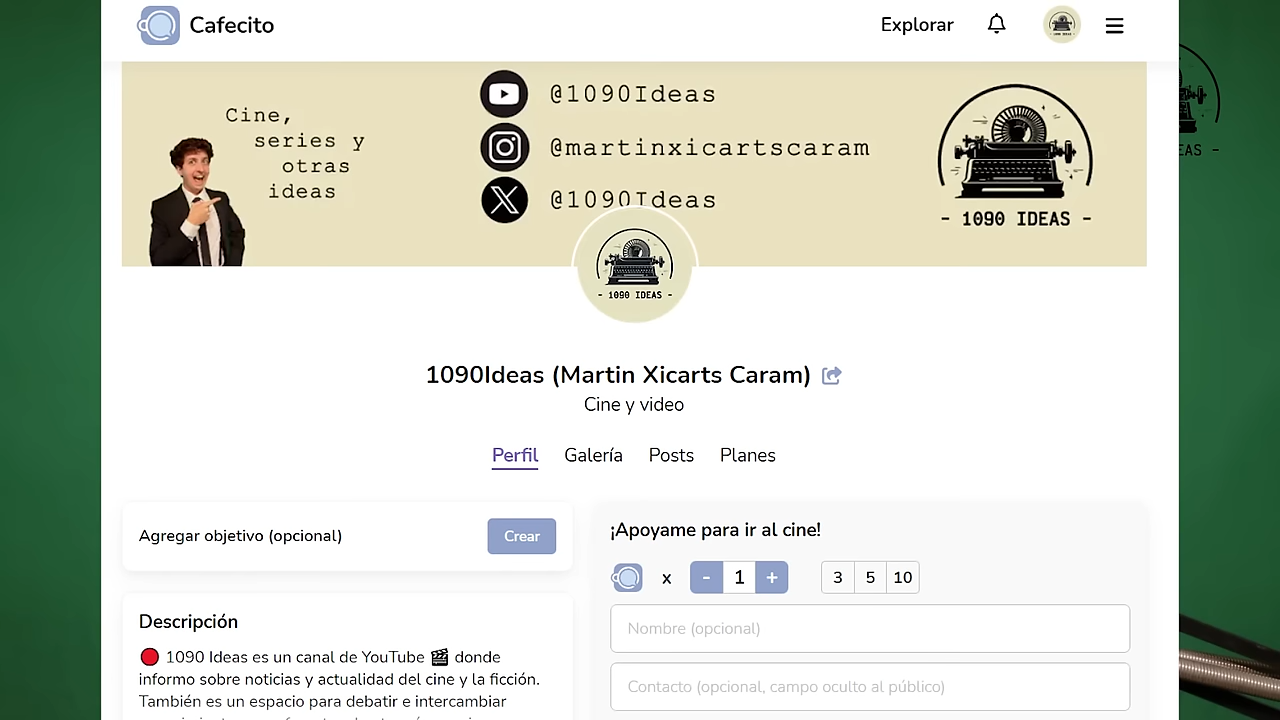 Cafecito
Explorar
Cine,
series y
otras
ideas
@1090Ideas
@martinxicartscaram
@1090Ideas
- 1090 IDEAS -
- 1090 IDEAS -
- 1090 IDEAS -
EAS -
1090Ideas (Martin Xicarts Caram)
Cine y video
Perfil Galería Posts Planes
Agregar objetivo (opcional)
Crear
Descripción
🔴 1090 Ideas es un canal de YouTube 🎬 donde
informo sobre noticias y actualidad del cine y la ficción.
También es un espacio para debatir e intercambiar
¡Apoyame para ir al cine!
x - 1 + 3 5 10
Nombre (opcional)
Contacto (opcional, campo oculto al público)